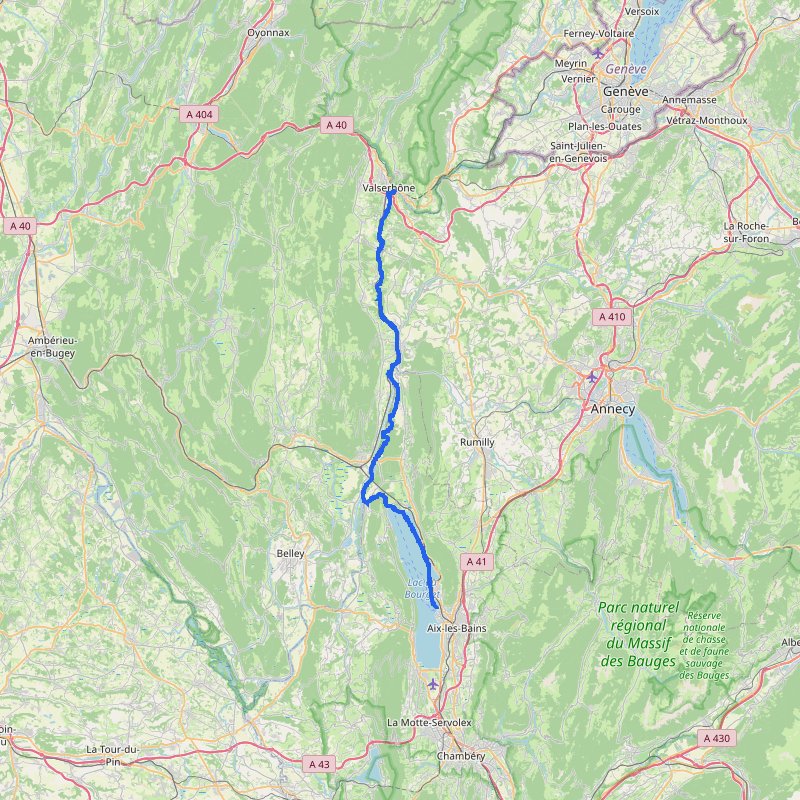 Versoix
Oyonnax
Ferney-Voltaire
Meyrin
Genève
Vernier
Genève
Annemasse
Carouge
A 404
Vétraz-Monthoux
A 40
Plan-les-Ouates
Saint-Julien-
en-Genevois
Valserhône
A 40
La Roche-
sur-Foron
A 410
Ambérieu-
en-Bugey
Annecy
Rumilly
Belley
A 41
Bourget
Parc naturel
régional
du Massif
des Bauges
Réserve
nationale
de chasse
et de faune
sauvage
des Bauges
Aix-les-Bains
Albe
La Motte-Servolex
A 430
La Tour-du-
Pin
Chambéry
A 43